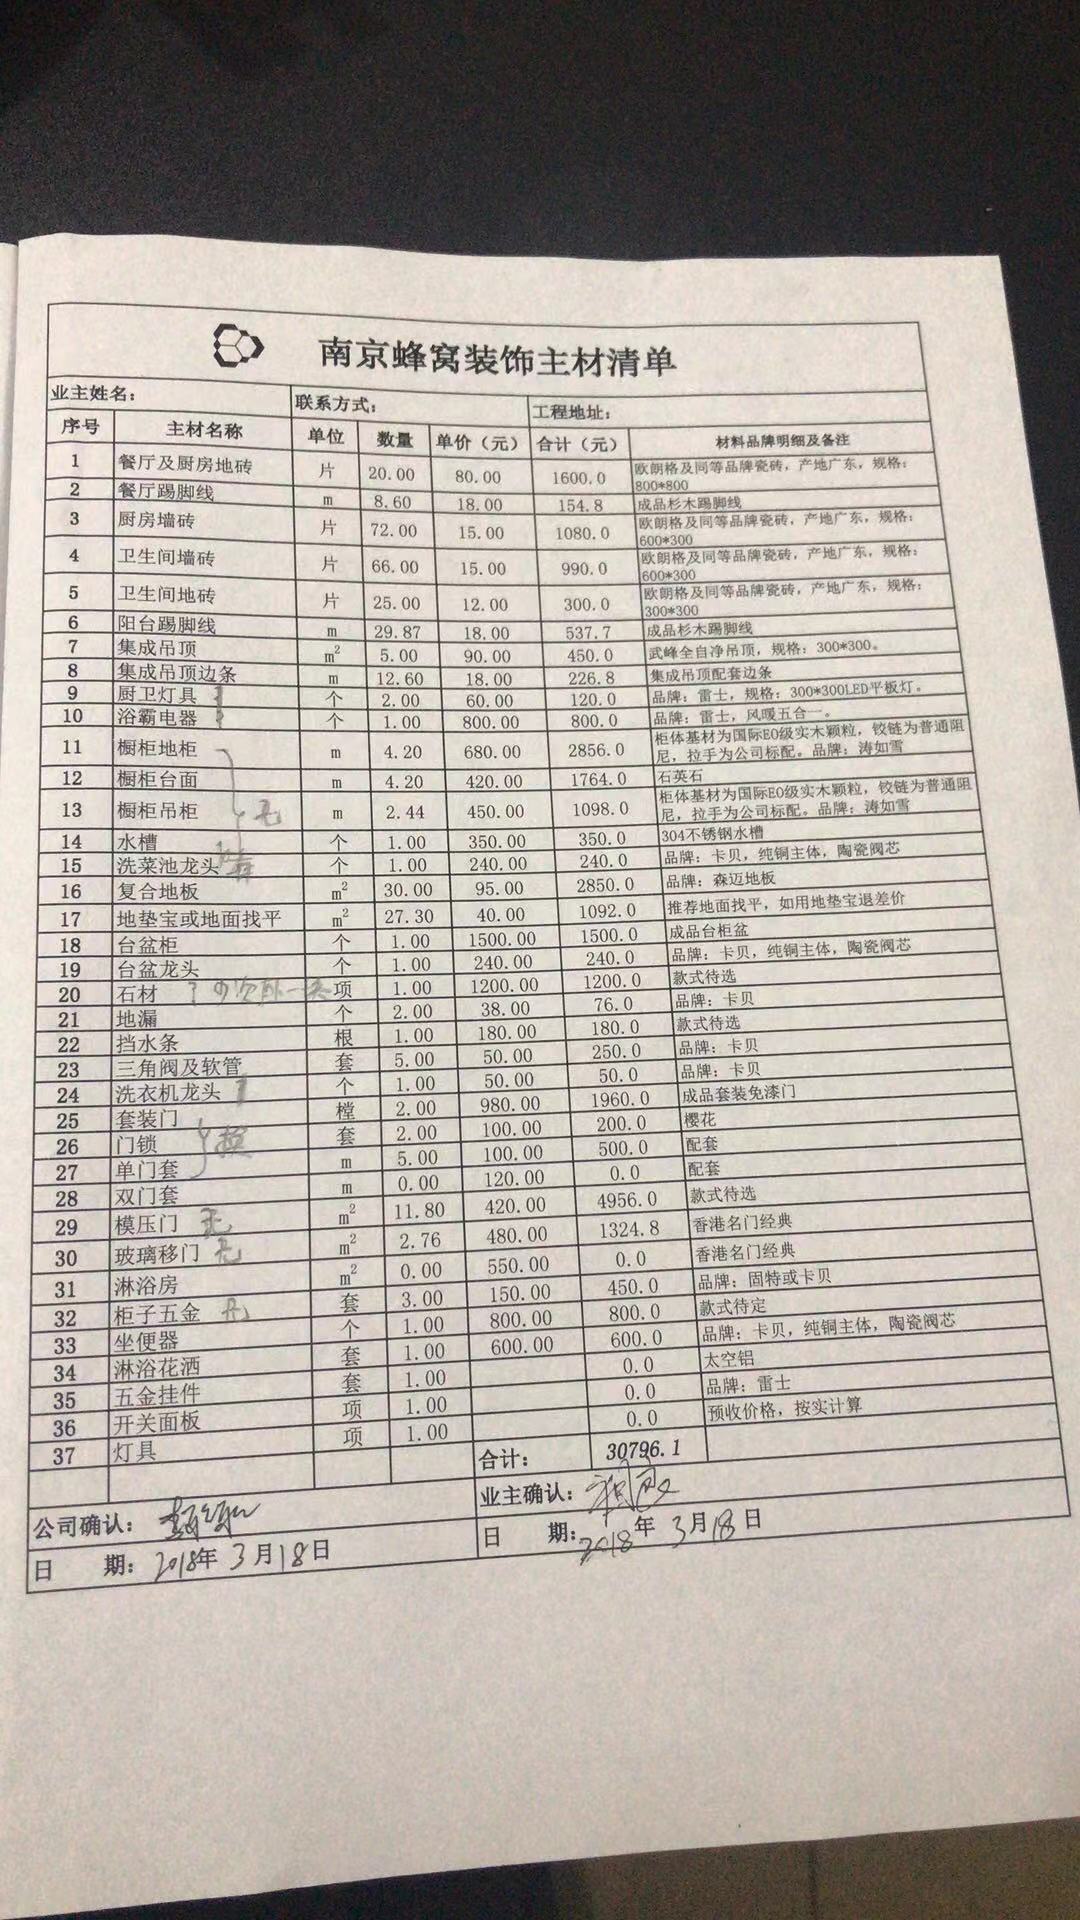 南京蜂窝装饰主材清单
业主姓名： 联系方式： 工程地址：
序号 主材名称 单位 数量 单价（元） 合计（元） 材料品牌明细及备注
1 餐厅及厨房地砖 片 20.00 80.00 1600.0 欧朗格及同等品牌瓷砖，产地广东，规格：
800*800
2 餐厅踢脚线 m 8.60 18.00 154.8 成品杉木踢脚线
3 厨房墙砖 片 72.00 15.00 1080.0 欧朗格及同等品牌瓷砖，产地广东，规格：
600*300
4 卫生间墙砖 片 66.00 15.00 990.0 欧朗格及同等品牌瓷砖，产地广东，规格：
600*300
5 卫生间地砖 片 25.00 12.00 300.0 欧朗格及同等品牌瓷砖，产地广东，规格：
300*300
6 阳台踢脚线 m 29.87 18.00 537.7 成品杉木踢脚线
7 集成吊顶 m² 5.00 90.00 450.0 武峰全自净吊顶，规格：300*300。
8 集成吊顶边条 m 12.60 18.00 226.8 集成吊顶配套边条
9 厨卫灯具 个 2.00 60.00 120.0 品牌：雷士，规格：300*300LED平板灯。
10 浴霸电器 个 1.00 800.00 800.0 品牌：雷士，风暖五合一。
11 橱柜地柜 m 4.20 680.00 2856.0 柜体基材为国际E0级实木颗粒，铰链为普通阻
尼，拉手为公司标配。品牌：涛如雪
12 橱柜台面 m 4.20 420.00 1764.0 石英石
13 橱柜吊柜 无 m 2.44 450.00 1098.0 柜体基材为国际E0级实木颗粒，铰链为普通阻
尼，拉手为公司标配。品牌：涛如雪
14 水槽 个 1.00 350.00 350.0 304不锈钢水槽
15 洗菜池龙头 个 1.00 240.00 240.0 品牌：卡贝，纯铜主体，陶瓷阀芯
16 复合地板 m² 30.00 95.00 2850.0 品牌：森迈地板
17 地垫宝或地面找平 m² 27.30 40.00 1092.0 推荐地面找平，如用地垫宝退差价
18 台盆柜 个 1.00 1500.00 1500.0 成品台柜盆
19 台盆龙头 个 1.00 240.00 240.0 品牌：卡贝，纯铜主体，陶瓷阀芯
20 石材 项 1.00 1200.00 1200.0 款式待选
21 地漏 个 2.00 38.00 76.0 品牌：卡贝
22 挡水条 根 1.00 180.00 180.0 款式待选
23 三角阀及软管 套 5.00 50.00 250.0 品牌：卡贝
24 洗衣机龙头 个 1.00 50.00 50.0 品牌：卡贝
25 套装门 樘 2.00 980.00 1960.0 成品套装免漆门
26 门锁 套 2.00 100.00 200.0 樱花
27 单门套 m 5.00 100.00 500.0 配套
28 双门套 m 0.00 120.00 0.0 配套
29 模压门 无 m² 11.80 420.00 4956.0 款式待选
30 玻璃移门 无 m² 2.76 480.00 1324.8 香港名门经典
31 淋浴房 m² 0.00 550.00 0.0 香港名门经典
32 柜子五金 无 套 3.00 150.00 450.0 品牌：固特或卡贝
33 坐便器 个 1.00 800.00 800.0 款式待定
34 淋浴花洒 套 1.00 600.00 600.0 品牌：卡贝，纯铜主体，陶瓷阀芯
35 五金挂件 套 1.00 0.0 太空铝
36 开关面板 项 1.00 0.0 品牌：雷士
37 灯具 项 1.00 0.0 预收价格，按实计算
合计： 30796.1
公司确认： 业主确认：
日 期：2018年3月18日 日 期：2018年3月18日